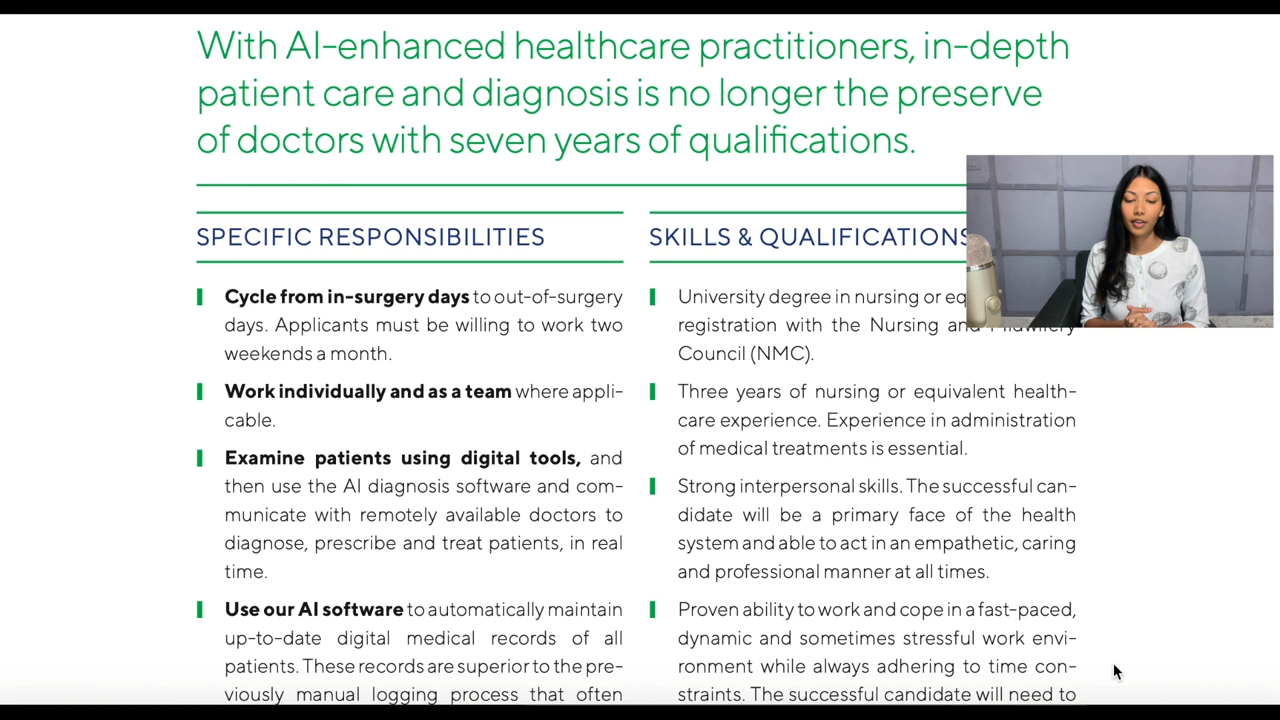 With AI-enhanced healthcare practitioners, in-depth
patient care and diagnosis is no longer the preserve
of doctors with seven years of qualifications.
SPECIFIC RESPONSIBILITIES
Cycle from in-surgery days to out-of-surgery
days. Applicants must be willing to work two
weekends a month.
Work individually and as a team where appli-
cable.
Examine patients using digital tools, and
then use the AI diagnosis software and com-
municate with remotely available doctors to
diagnose, prescribe and treat patients, in real
time.
Use our AI software to automatically maintain
up-to-date digital medical records of all
patients. These records are superior to the pre-
viously manual logging process that often
SKILLS & QUALIFICATIONS
University degree in nursing or
registration with the Nursing and Midwifery
Council (NMC).
Three years of nursing or equivalent health-
care experience. Experience in administration
of medical treatments is essential.
Strong interpersonal skills. The successful can-
didate will be a primary face of the health
system and able to act in an empathetic, caring
and professional manner at all times.
Proven ability to work and cope in a fast-paced,
dynamic and sometimes stressful work envi-
ronment while always adhering to time con-
straints. The successful candidate will need to